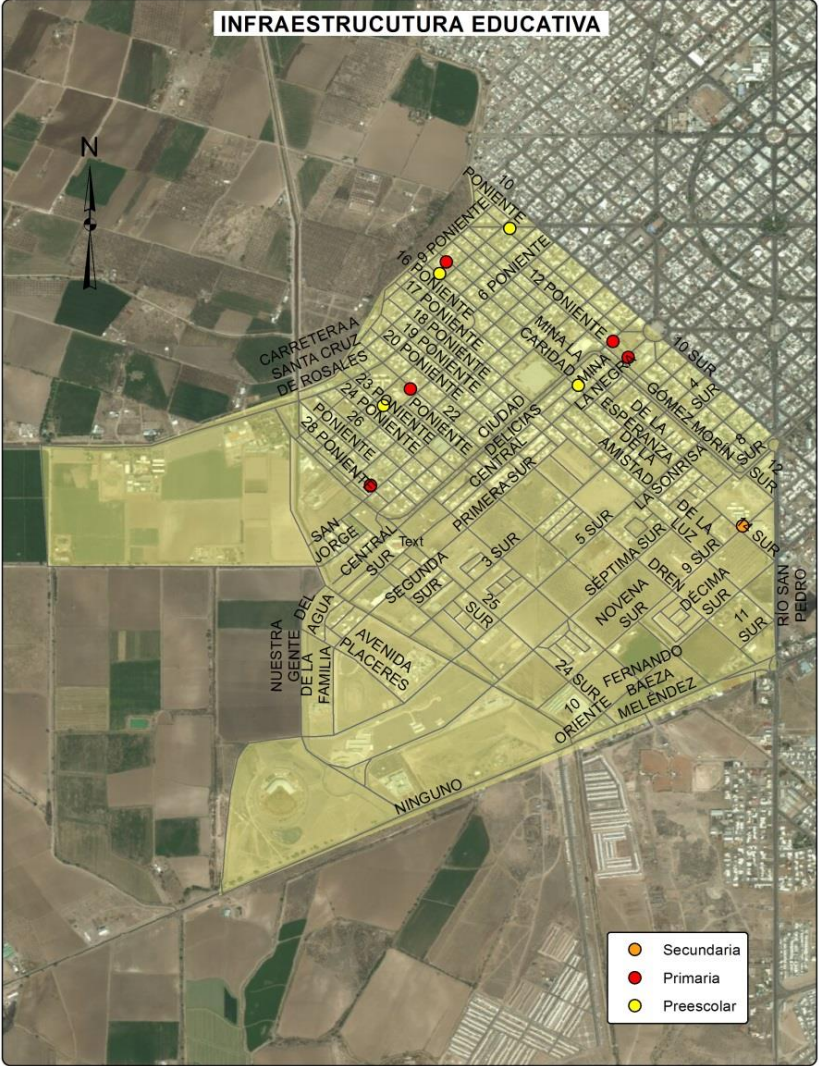 INFRAESTRUCUTURA EDUCATIVA
N
10
PONIENTE
9 PONIENTE
16 PONIENTE
6 PONIENTE
17 PONIENTE
12 PONIENTE
18 PONIENTE
19 PONIENTE
20 PONIENTE
CARRETERA A
SANTA CRUZ
DE ROSALES
MINA LA
CARIDAD
MINA
LA NEGRA
10 SUR
4
SUR
GÓMEZ MORIN
8 SUR
9 SUR
12
23 PONIENTE
24 PONIENTE
22
PONIENTE
26
PONIENTE
28 PONIENTE
CIUDAD
DELICIAS
CENTRAL
PRIMERA SUR
ESPERANZA
DE LA
DE LA
AMISTAD
LA SONRISA
DE LA
LUZ
SUR
SAN
JORGE
CENTRAL
SUR
Text
SEGUNDA
SUR
3 SUR
5 SUR
SÉPTIMA SUR
9 SUR
DREN
DÉCIMA
SUR
NOVENA
SUR
11
SUR
25
SUR
RÍO SAN
PEDRO
DEL
AGUA
NUESTRA
GENTE
DE LA
FAMILIA
AVENIDA
PLACERES
24 SUR
10
ORIENTE
FERNANDO
BAEZA
MELÉNDEZ
NINGUNO
Secundaria
Primaria
Preescolar